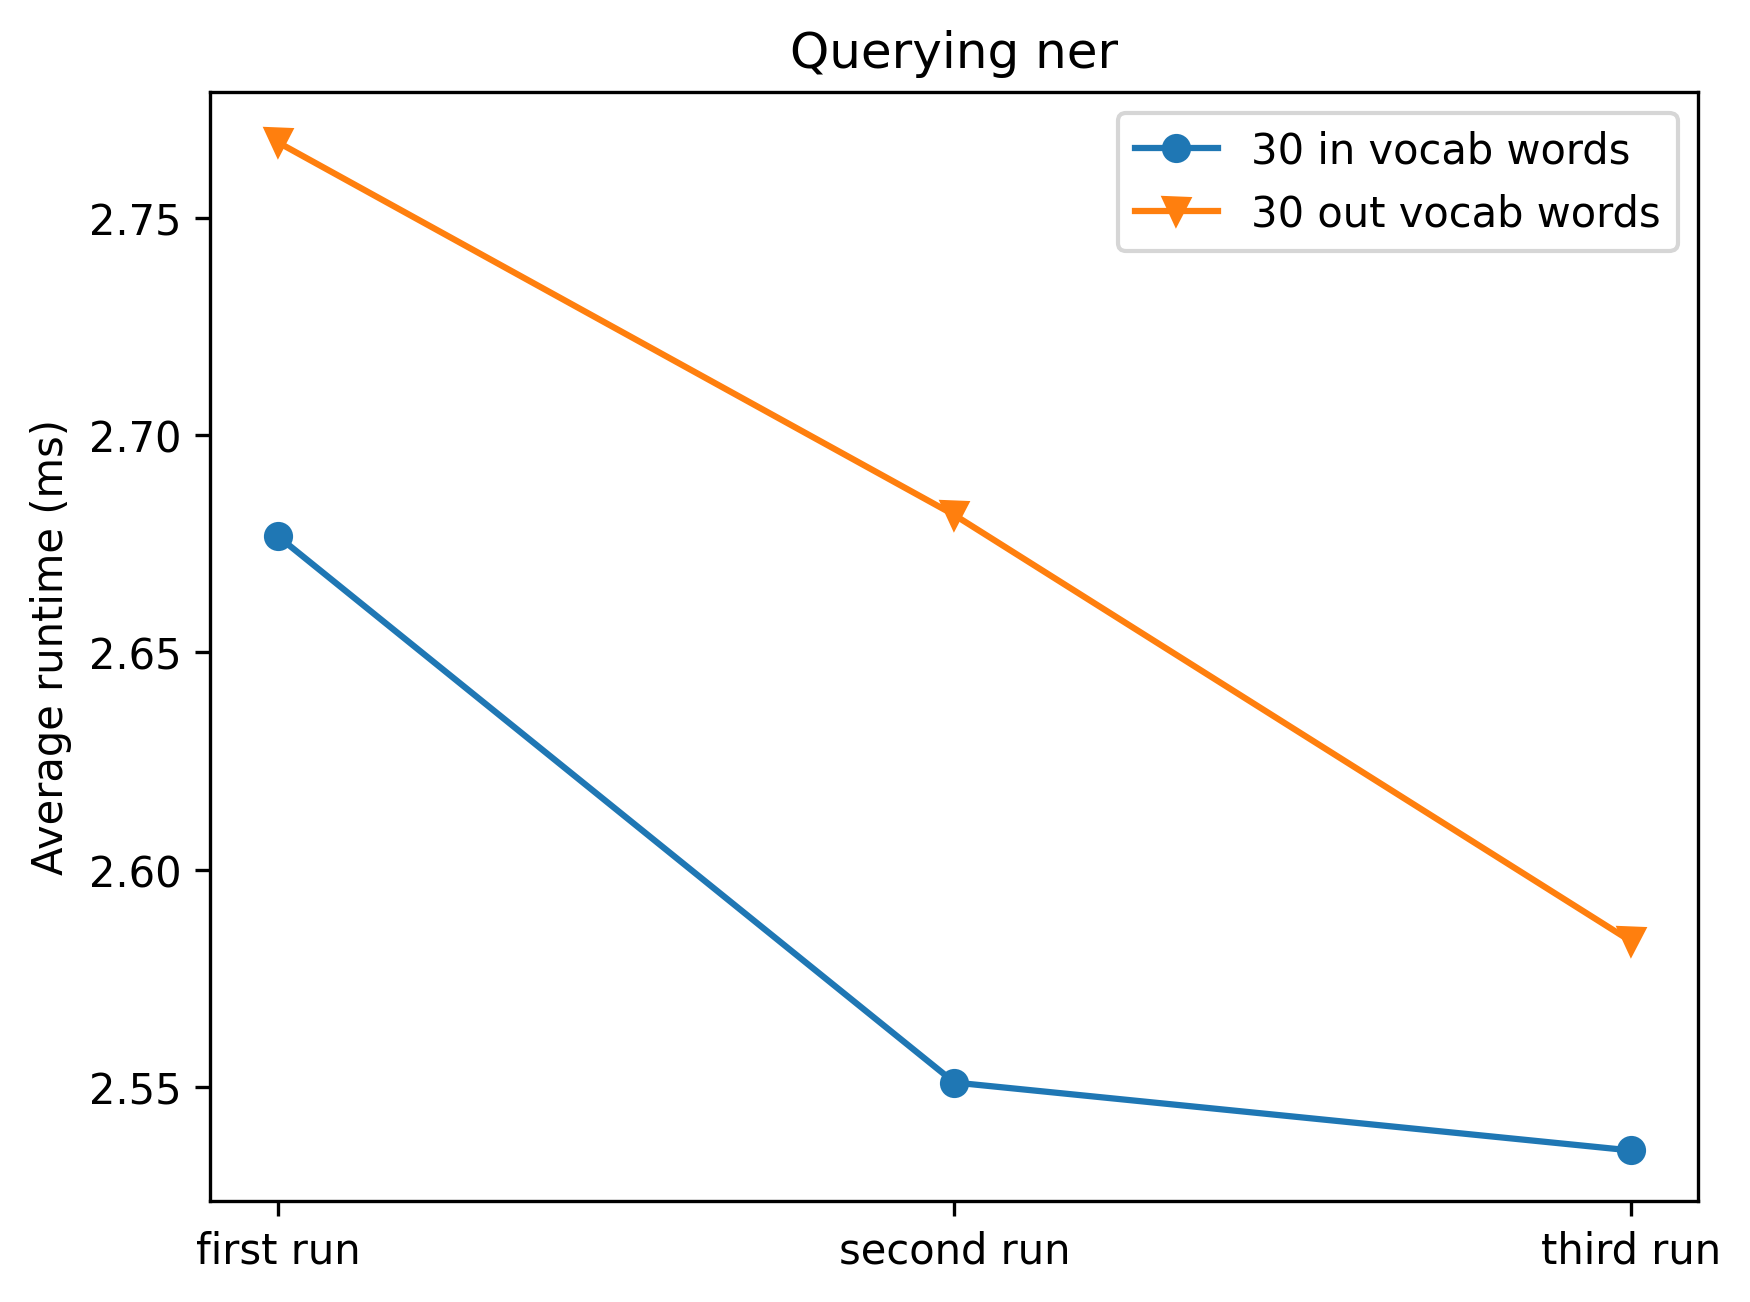 Querying ner
30 in vocab words
30 out vocab words
Average runtime (ms)
2.75
2.70
2.65
2.60
2.55
first run
second run
third run